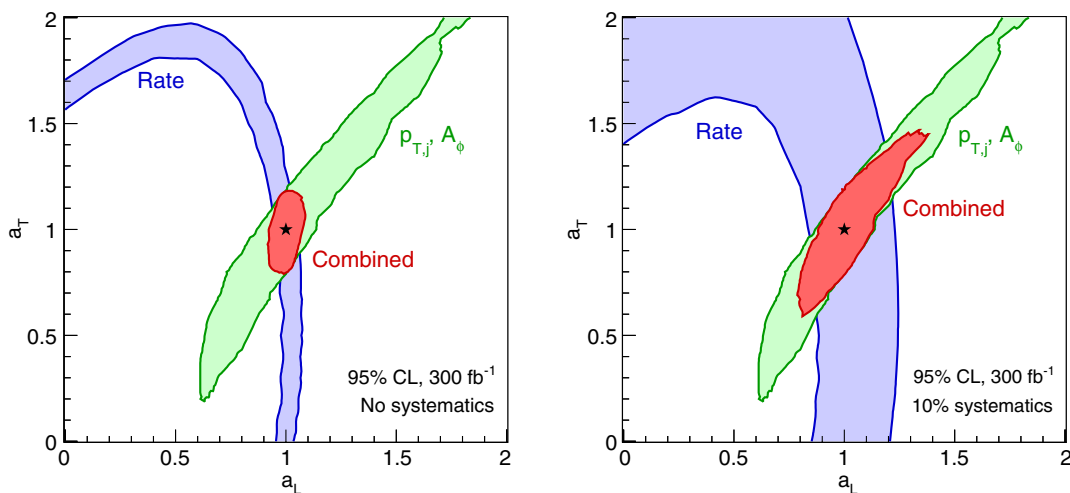 2
1.5
1
0.5
0
a_T
Rate
p_{T,j}, A_ϕ
Combined
95% CL, 300 fb⁻¹
No systematics
0 0.5 1 1.5 2
a_L
2
1.5
1
0.5
0
a_T
Rate
p_{T,j}, A_ϕ
Combined
95% CL, 300 fb⁻¹
10% systematics
0 0.5 1 1.5 2
a_L